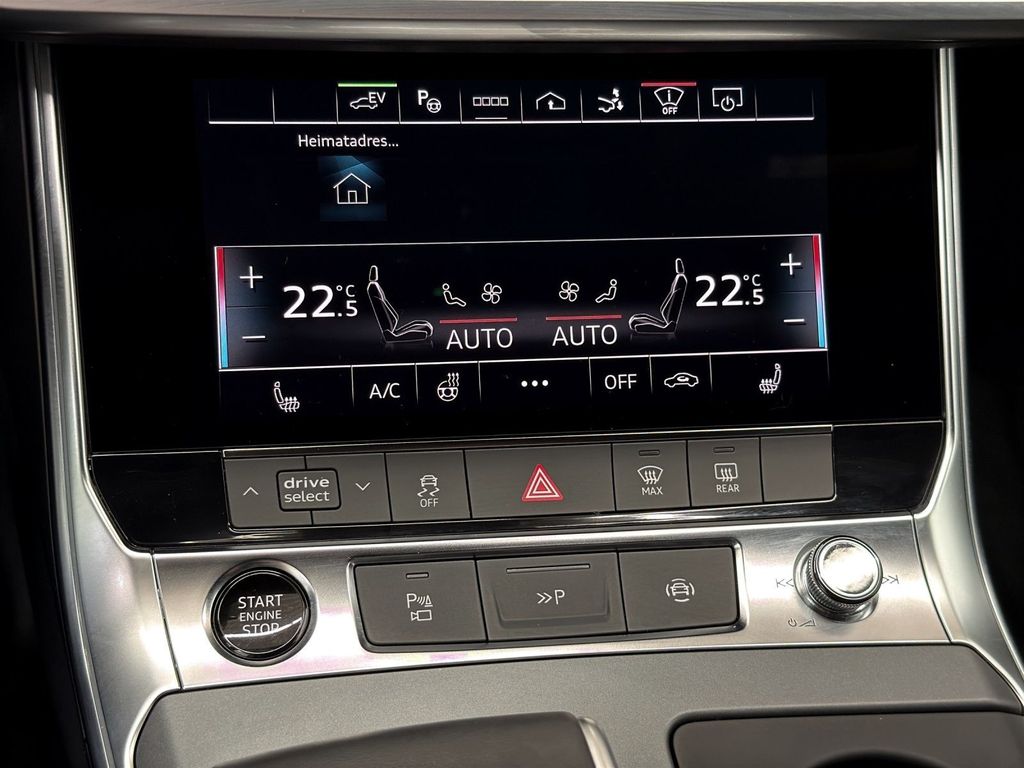 EV
P
i
OFF
Heimatadres...
+
22.5 °C
22.5 °C
+
−
AUTO
AUTO
−
A/C
...
OFF
drive
select
OFF
MAX
REAR
START
ENGINE
STOP
P
>>P